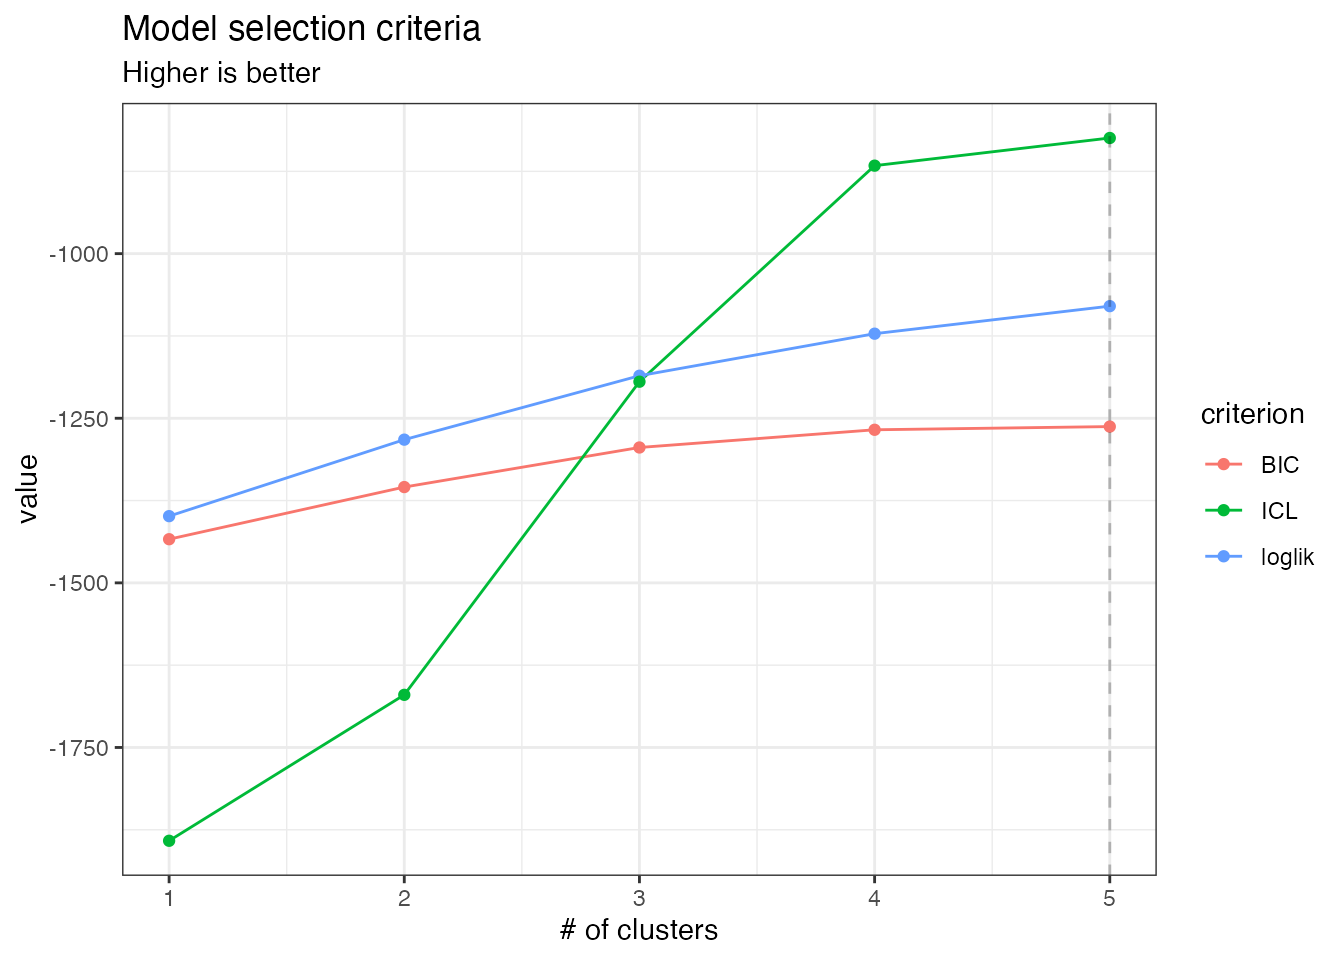 Model selection criteria
Higher is better
value
-1000
-1250
-1500
-1750
1 2 3 4 5
# of clusters
criterion
BIC
ICL
loglik